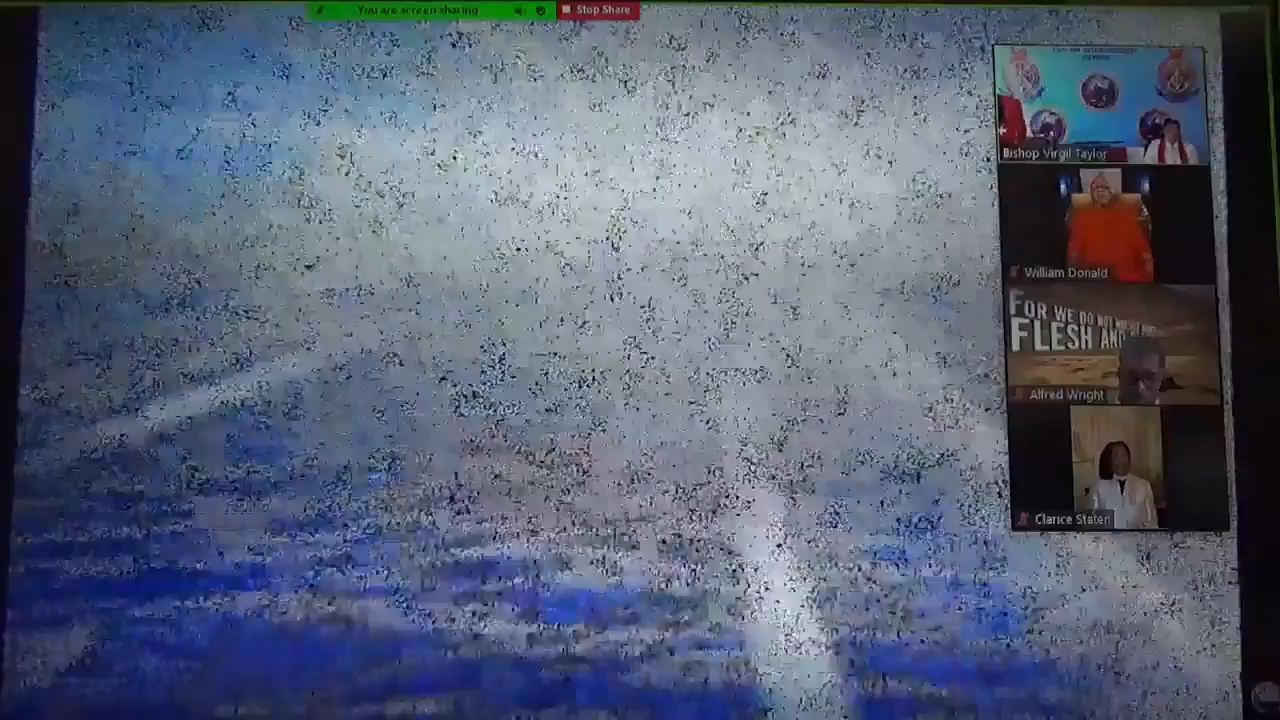 You are screen sharing
Stop Share
Bishop Virgil Taylor
William Donald
FOR WE DO NOT
FLESH AND
Alfred Wright
Clarice Staten